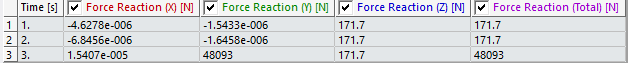 Time [s] Force Reaction (X) [N] Force Reaction (Y) [N] Force Reaction (Z) [N] Force Reaction (Total) [N]
1 1. -4.6278e-006 -1.5433e-006 171.7 171.7
2 2. -6.8456e-006 -1.6458e-006 171.7 171.7
3 3. 1.5407e-005 48093 171.7 48093